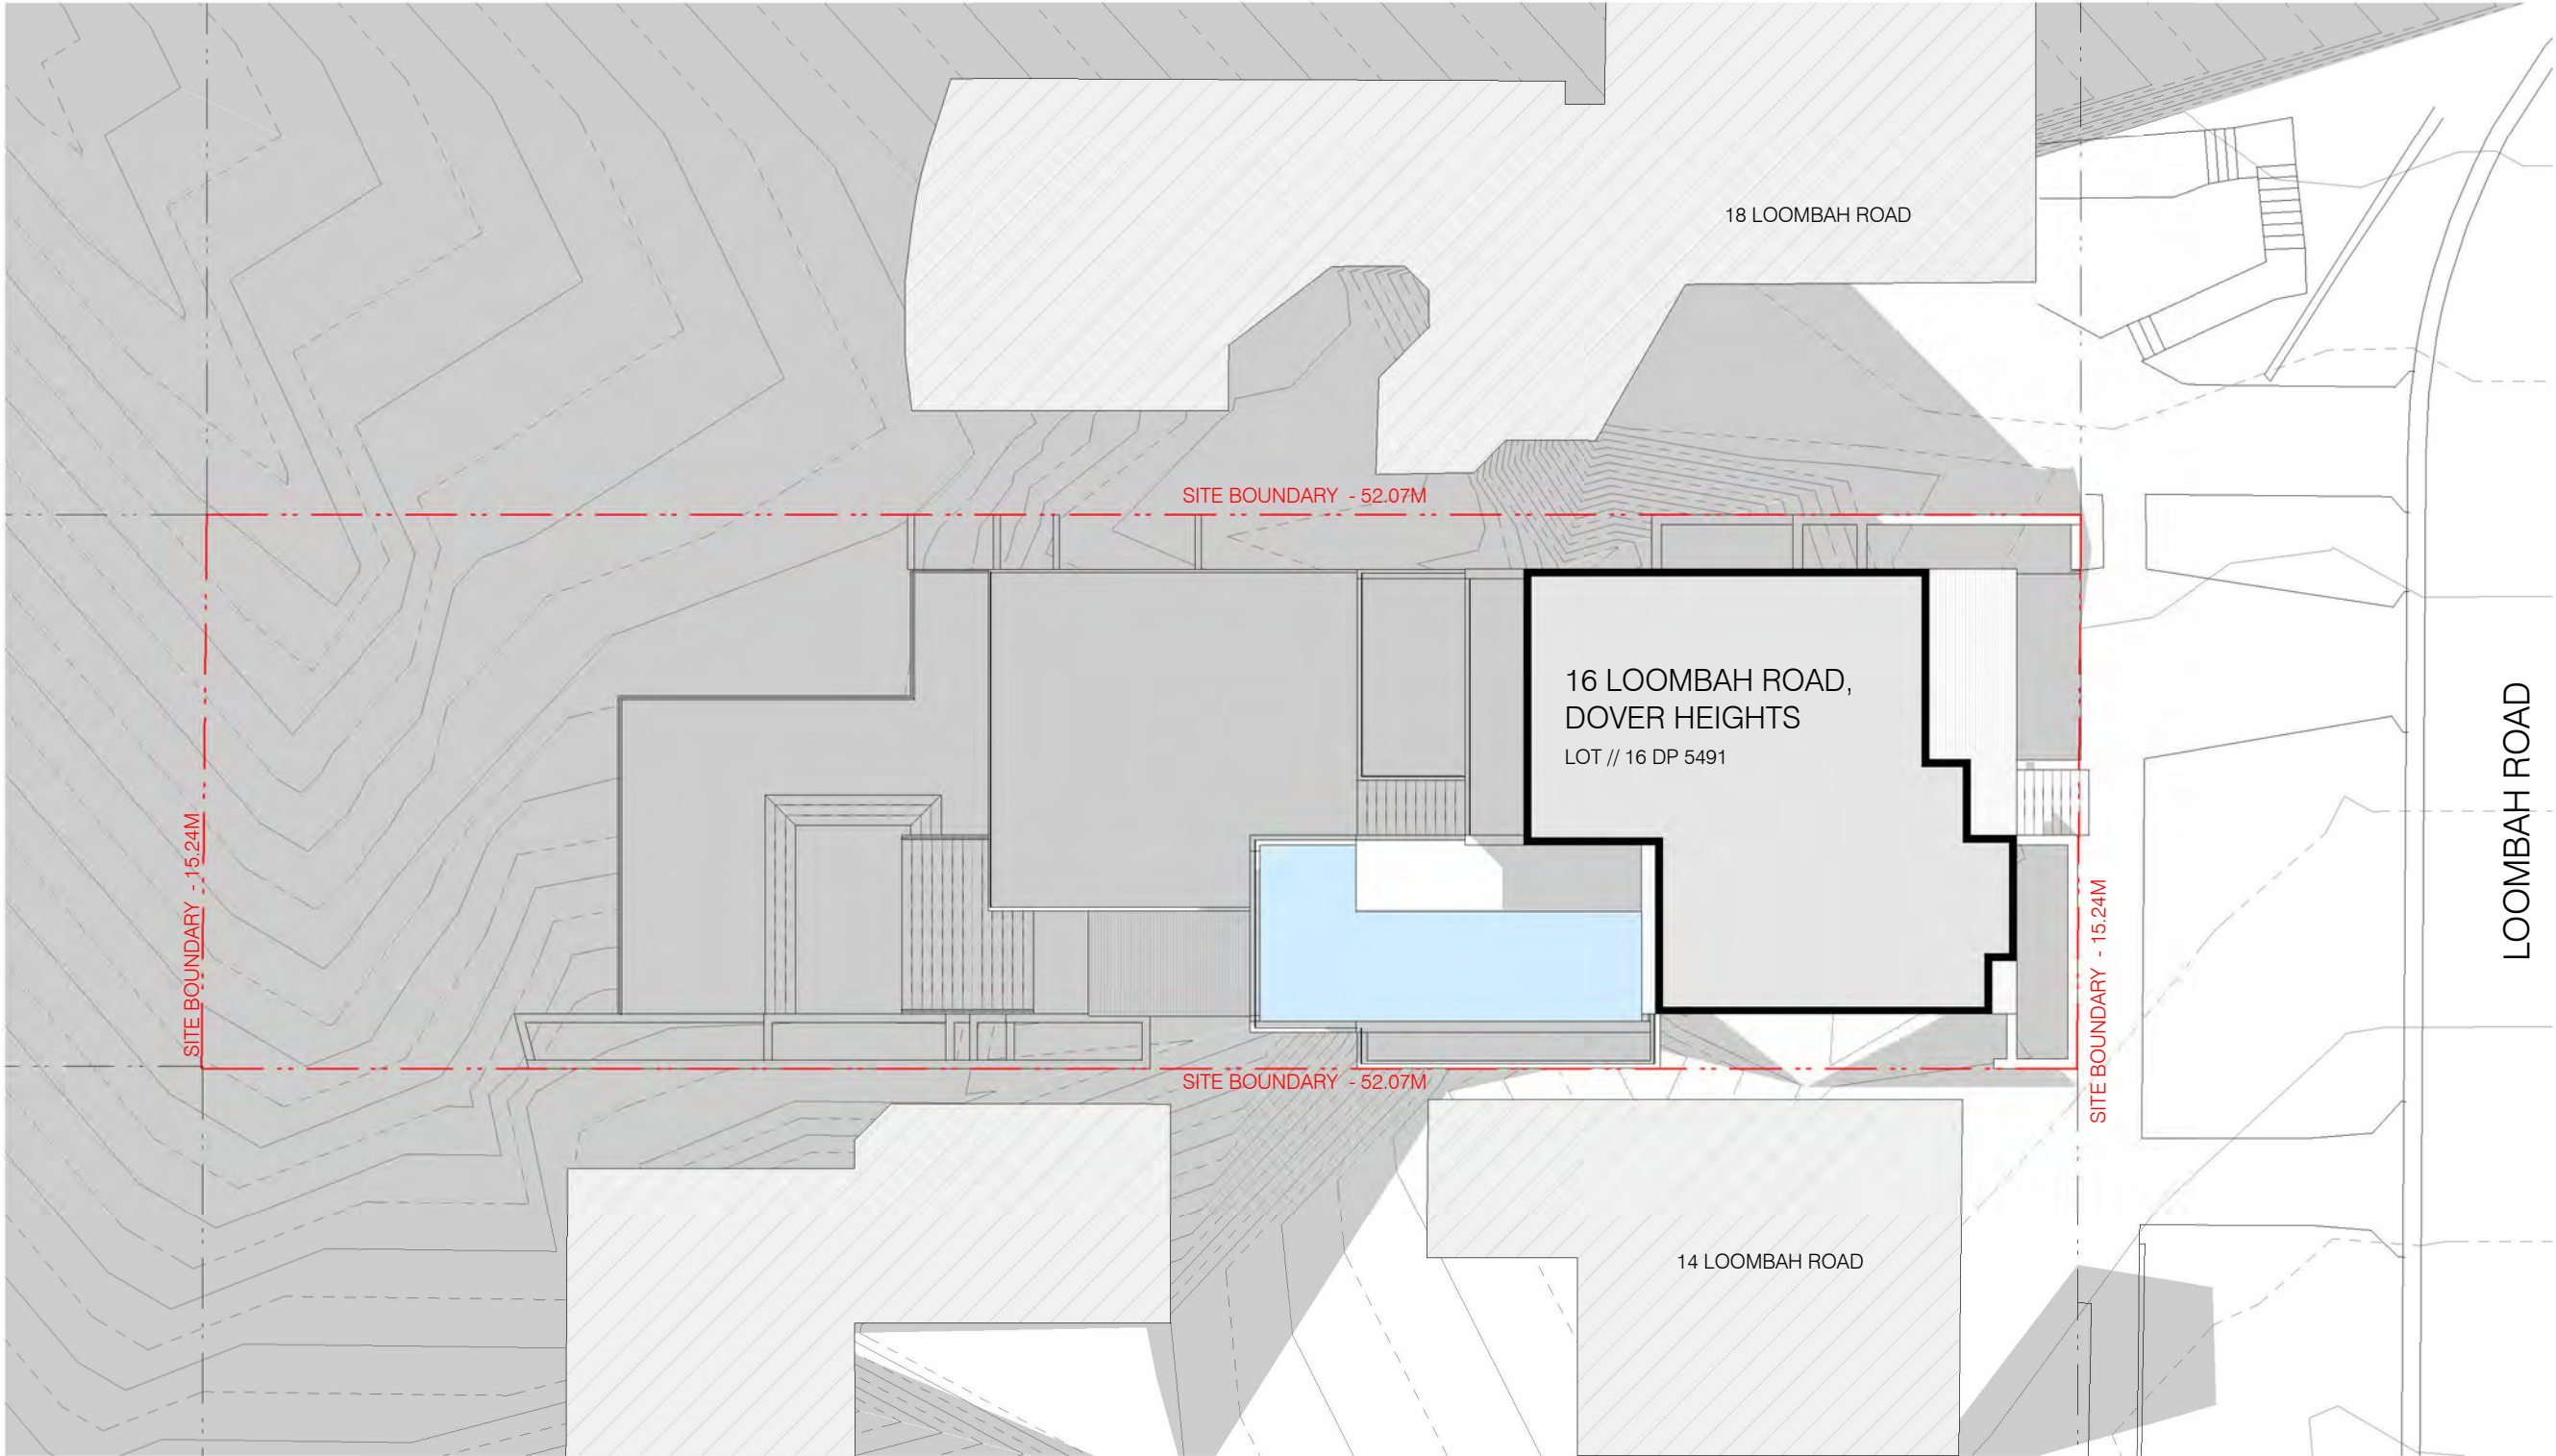 18 LOOMBAH ROAD
SITE BOUNDARY - 52.07M
16 LOOMBAH ROAD,
DOVER HEIGHTS
LOT // 16 DP 5491
SITE BOUNDARY - 15.24M
SITE BOUNDARY - 15.24M
LOOMBAH ROAD
SITE BOUNDARY - 52.07M
14 LOOMBAH ROAD